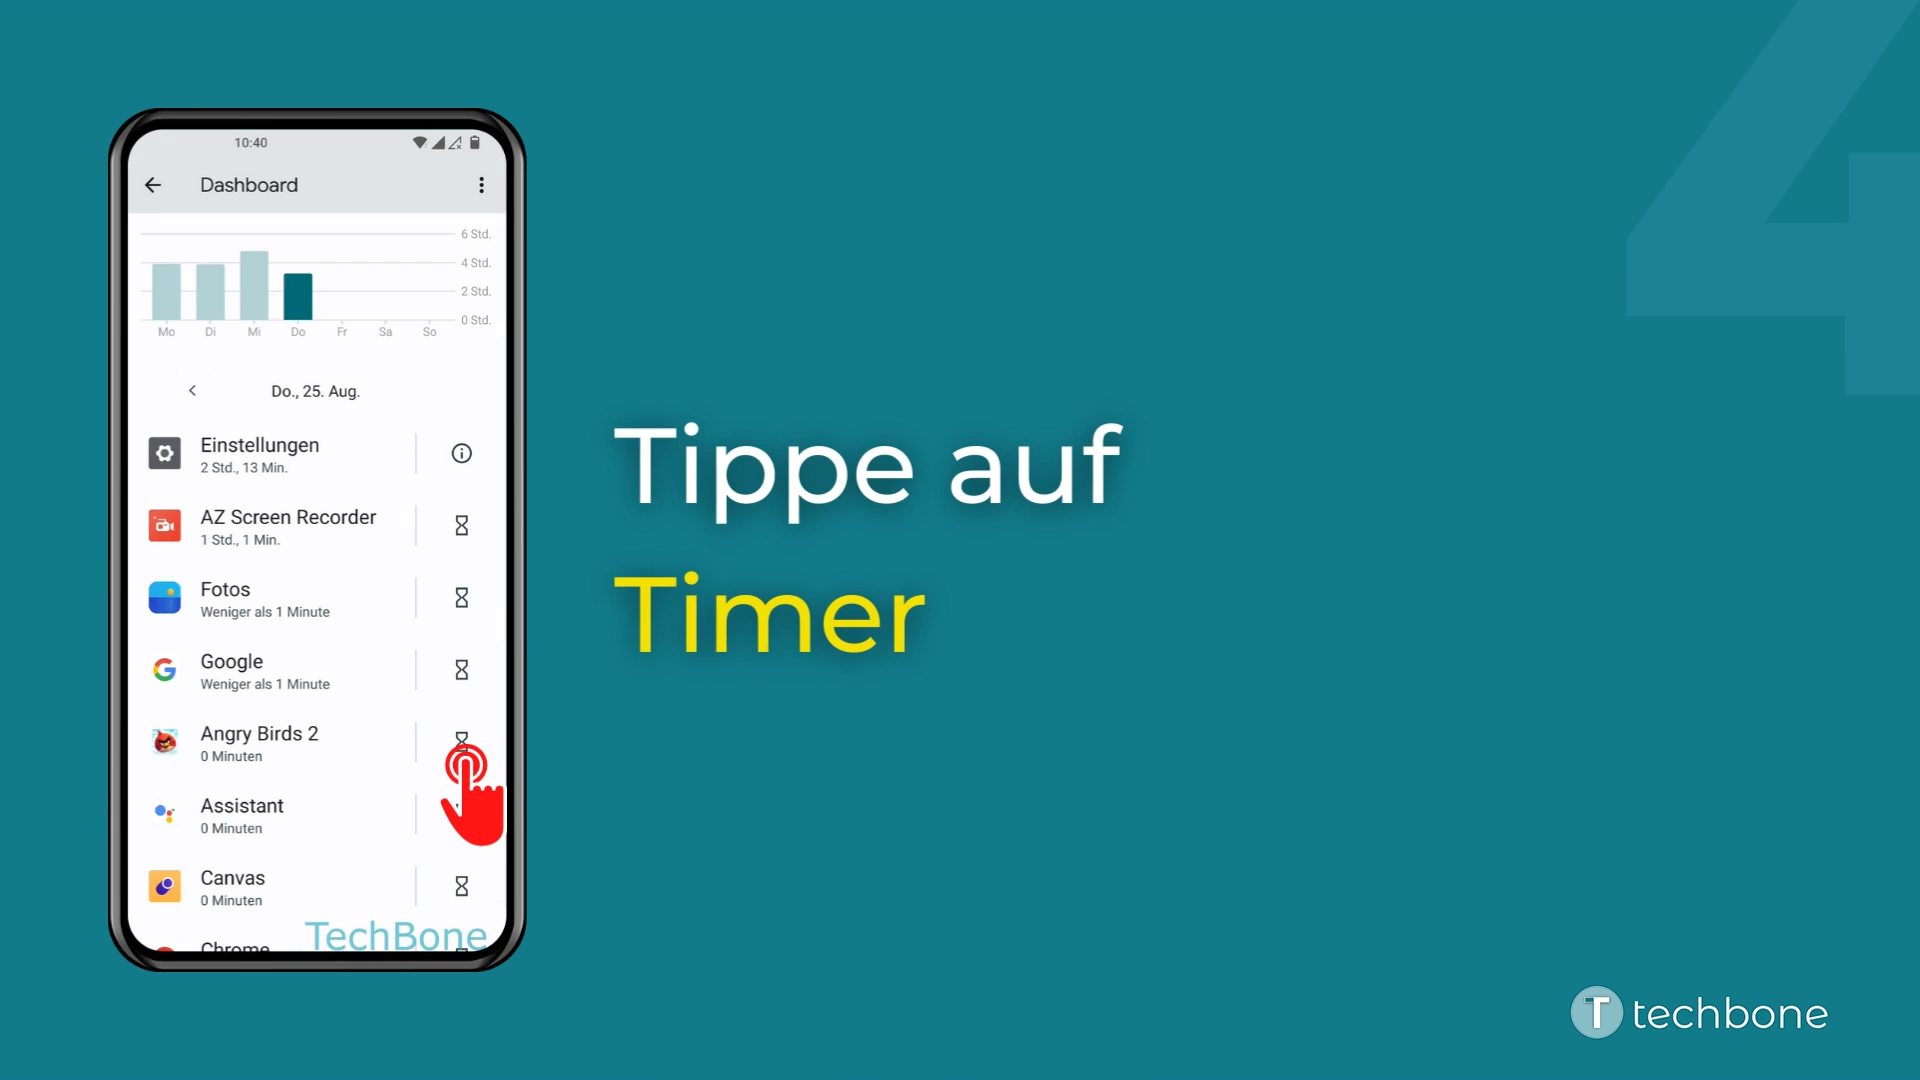 4
10:40
Dashboard
6 Std.
4 Std.
2 Std.
0 Std.
Mo Di Mi Do Fr Sa So
Do., 25. Aug.
Einstellungen
2 Std., 13 Min.
AZ Screen Recorder
1 Std., 1 Min.
Fotos
Weniger als 1 Minute
Google
Weniger als 1 Minute
Angry Birds 2
0 Minuten
Assistant
0 Minuten
Canvas
0 Minuten
Chrome
TechBone
Tippe auf
Timer
T techbone